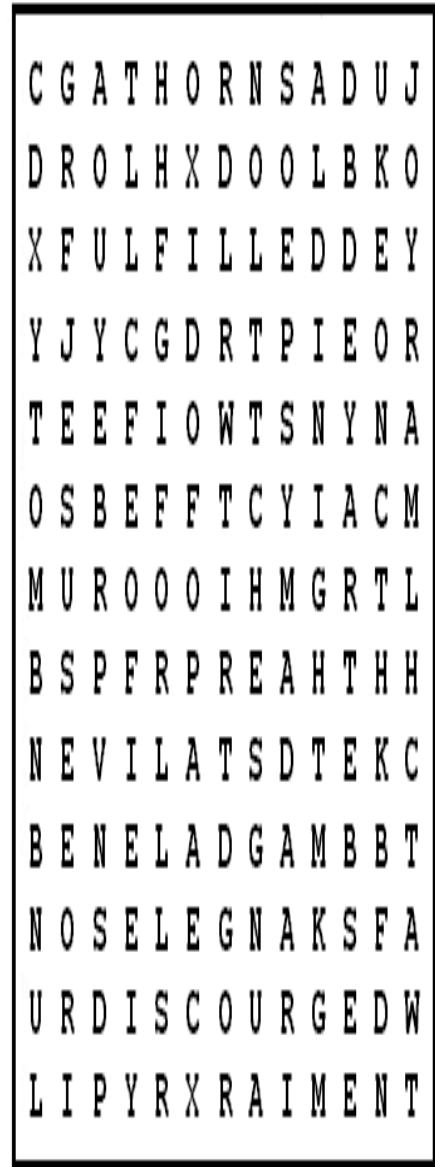 C G A T H O R N S A D U J
D R O L H X D O O L B K O
X F U L F I L L E D D E Y
Y J Y C G D R T P I E O R
T E E F I O W T S N Y N A
O S B E F F T C Y I A C M
M U R O O O I H M G R T L
B S P F R P R E A H T H H
N E V I L A T S D T E K C
B E N E L A D G A M B B T
N O S E L E G N A K S F A
U R D I S C O U R G E D W
L I P Y R X R A I M E N T